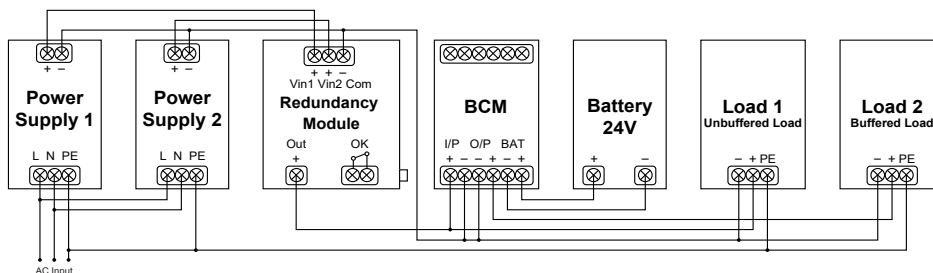 + −
Power
Supply 1
L N PE
+ −
Power
Supply 2
L N PE
+ + −
Vin1 Vin2 Com
Redundancy
Module
Out OK
+
BCM
I/P O/P BAT
+ − − + − +
Battery
24V
+ −
Load 1
Unbuffered Load
− + PE
Load 2
Buffered Load
− + PE
AC Input